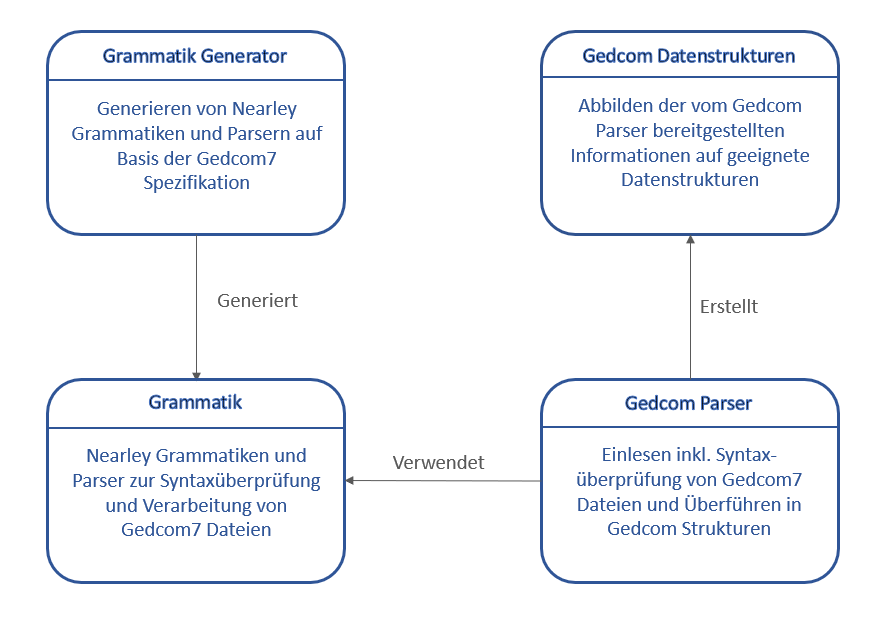 Grammatik Generator
Generieren von Nearley
Grammatiken und Parsern auf
Basis der Gedcom7
Spezifikation
Gedcom Datenstrukturen
Abbilden der vom Gedcom
Parser bereitgestellten
Informationen auf geeignete
Datenstrukturen
Generiert
Erstellt
Grammatik
Nearley Grammatiken und
Parser zur Syntaxüberprüfung
und Verarbeitung von
Gedcom7 Dateien
Verwendet
Gedcom Parser
Einlesen inkl. Syntax-
überprüfung von Gedcom7
Dateien und Überführen in
Gedcom Strukturen